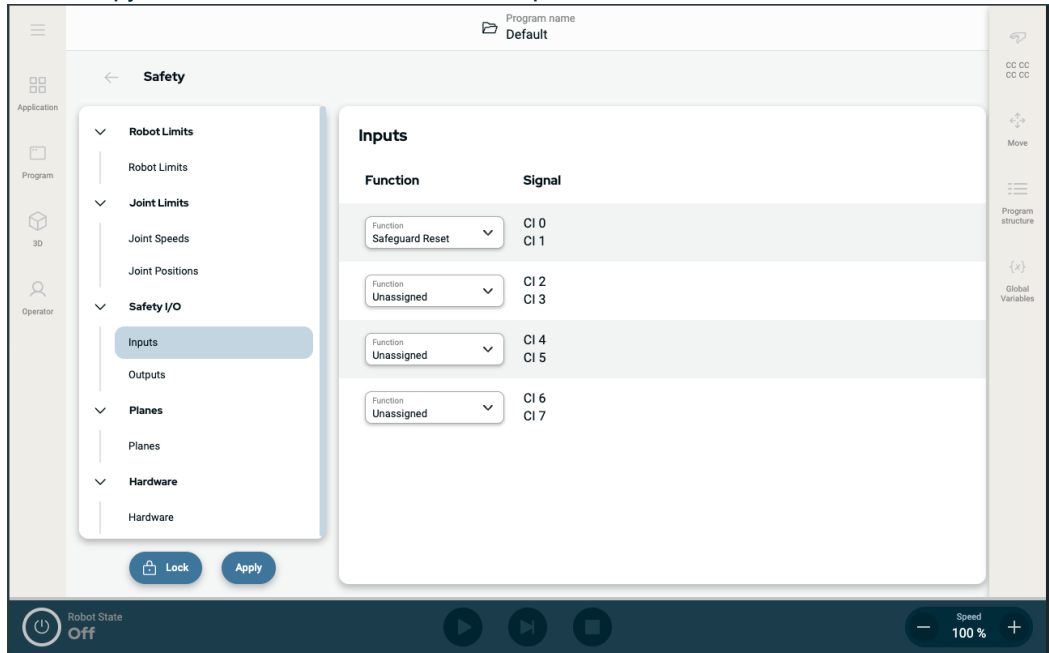 Program name
Default
CC CC
CC CC
Application
Program
3D
Operator
Move
Program
structure
{x}
Global
Variables
Safety
Robot Limits
Robot Limits
Joint Limits
Joint Speeds
Joint Positions
Safety I/O
Inputs
Outputs
Planes
Planes
Hardware
Hardware
Lock
Apply
Inputs
Function Signal
Function
Safeguard Reset
CI 0
CI 1
Function
Unassigned
CI 2
CI 3
Function
Unassigned
CI 4
CI 5
Function
Unassigned
CI 6
CI 7
Robot State
Off
Speed
100 %